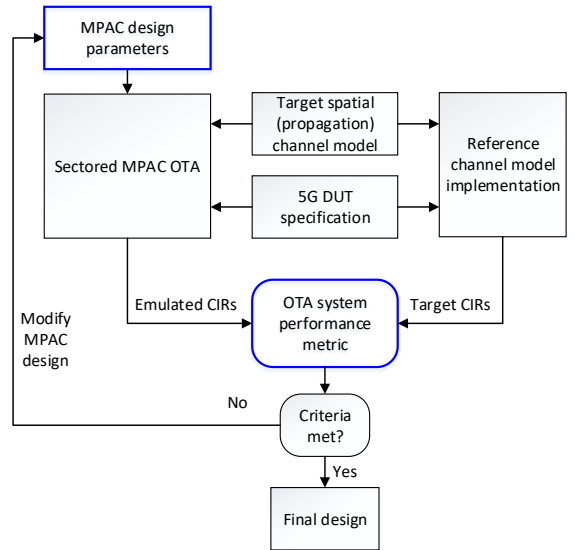 MPAC design
parameters
Target spatial
(propagation)
channel model
Sectored MPAC OTA
Reference
channel model
implementation
5G DUT
specification
Emulated CIRs
OTA system
performance
metric
Target CIRs
Modify
MPAC
design
No
Criteria
met?
Yes
Final design